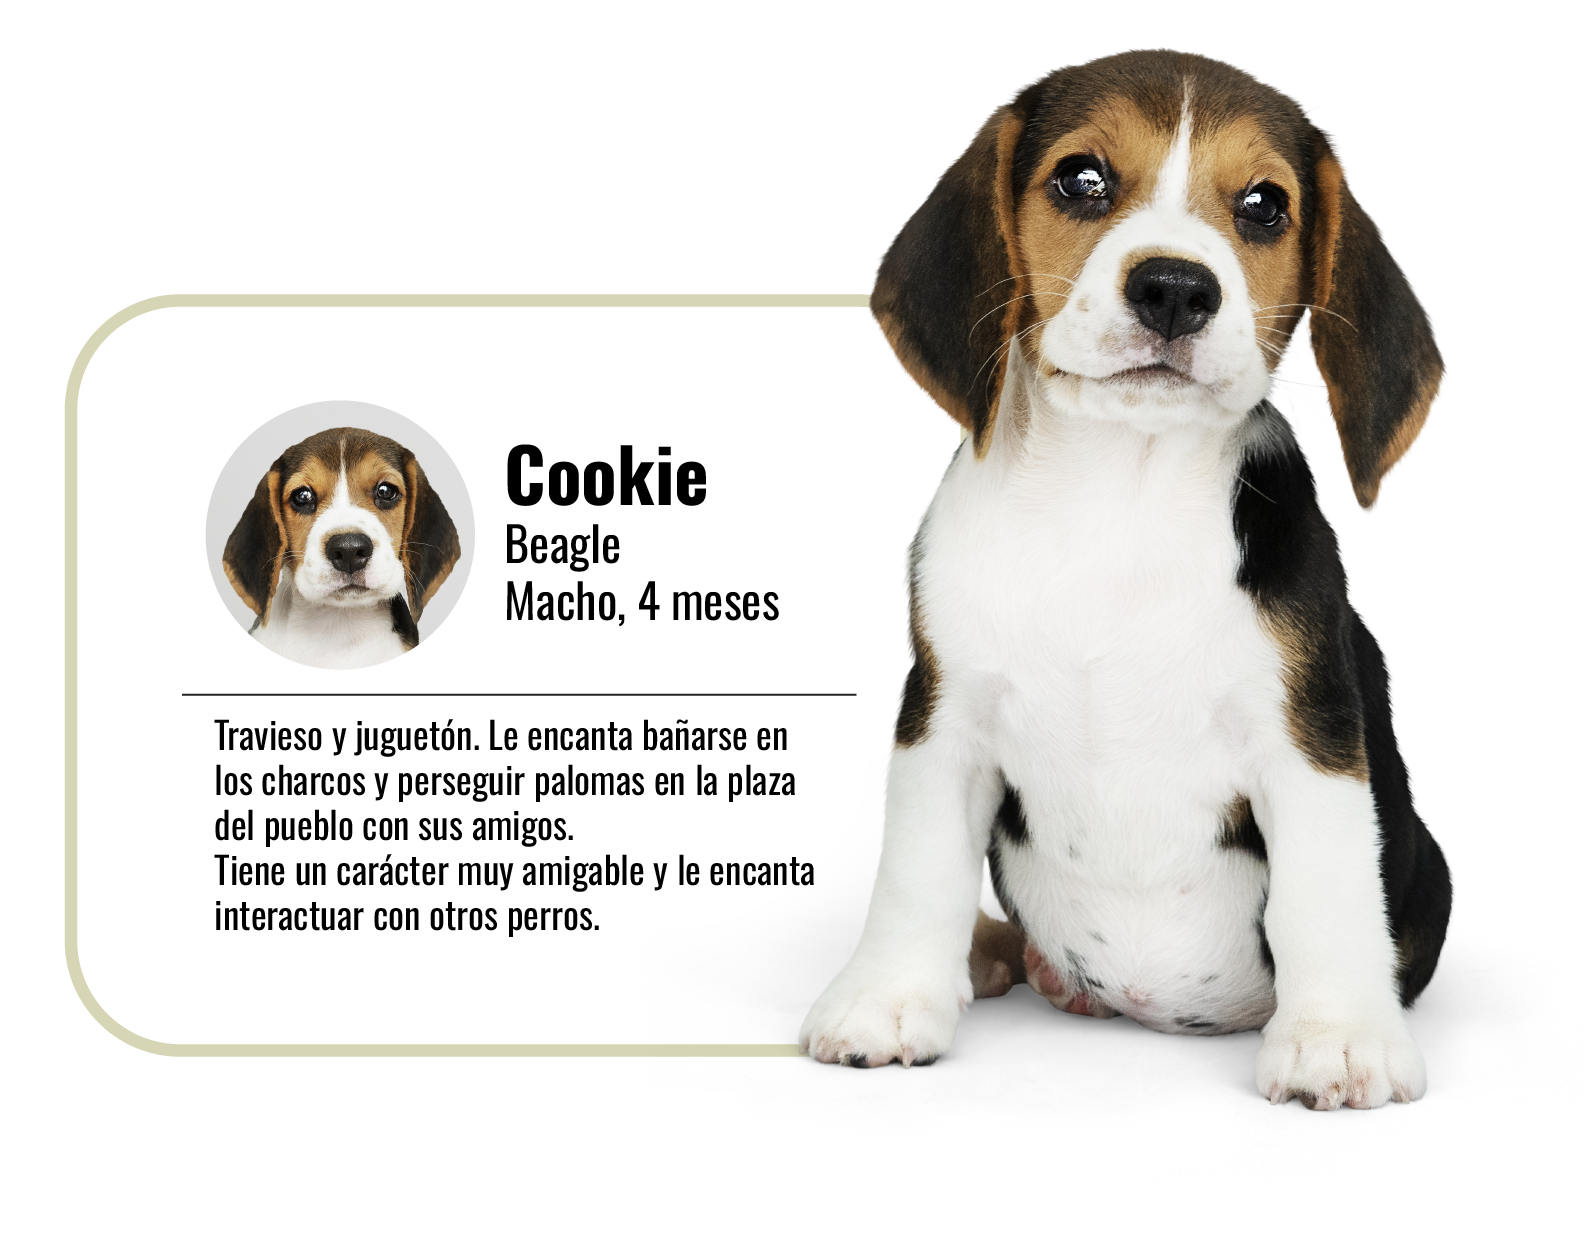 Cookie
Beagle
Macho, 4 meses
Travieso y juguetón. Le encanta bañarse en
los charcos y perseguir palomas en la plaza
del pueblo con sus amigos.
Tiene un carácter muy amigable y le encanta
interactuar con otros perros.